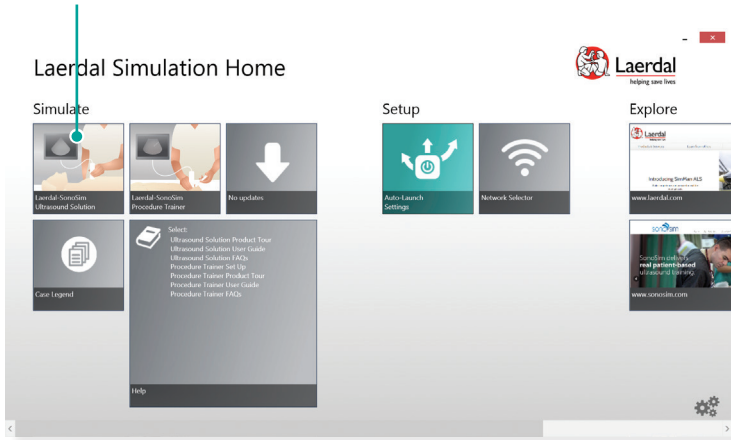 Laerdal Simulation Home
Laerdal
helping save lives
Simulate
Setup
Explore
Laerdal-SonoSim
Ultrasound Solution
Laerdal-SonoSim
Procedure Trainer
No updates
Auto-Launch
Settings
Network Selector
Laerdal
Introducing SimMan ALS
www.laerdal.com
Case Legend
Select:
Ultrasound Solution Product Tour
Ultrasound Solution User Guide
Ultrasound Solution FAQs
Procedure Trainer Set Up
Procedure Trainer Product Tour
Procedure Trainer User Guide
Procedure Trainer FAQs
Help
sonosim
SonoSim delivers
real patient-based
ultrasound training
www.sonosim.com